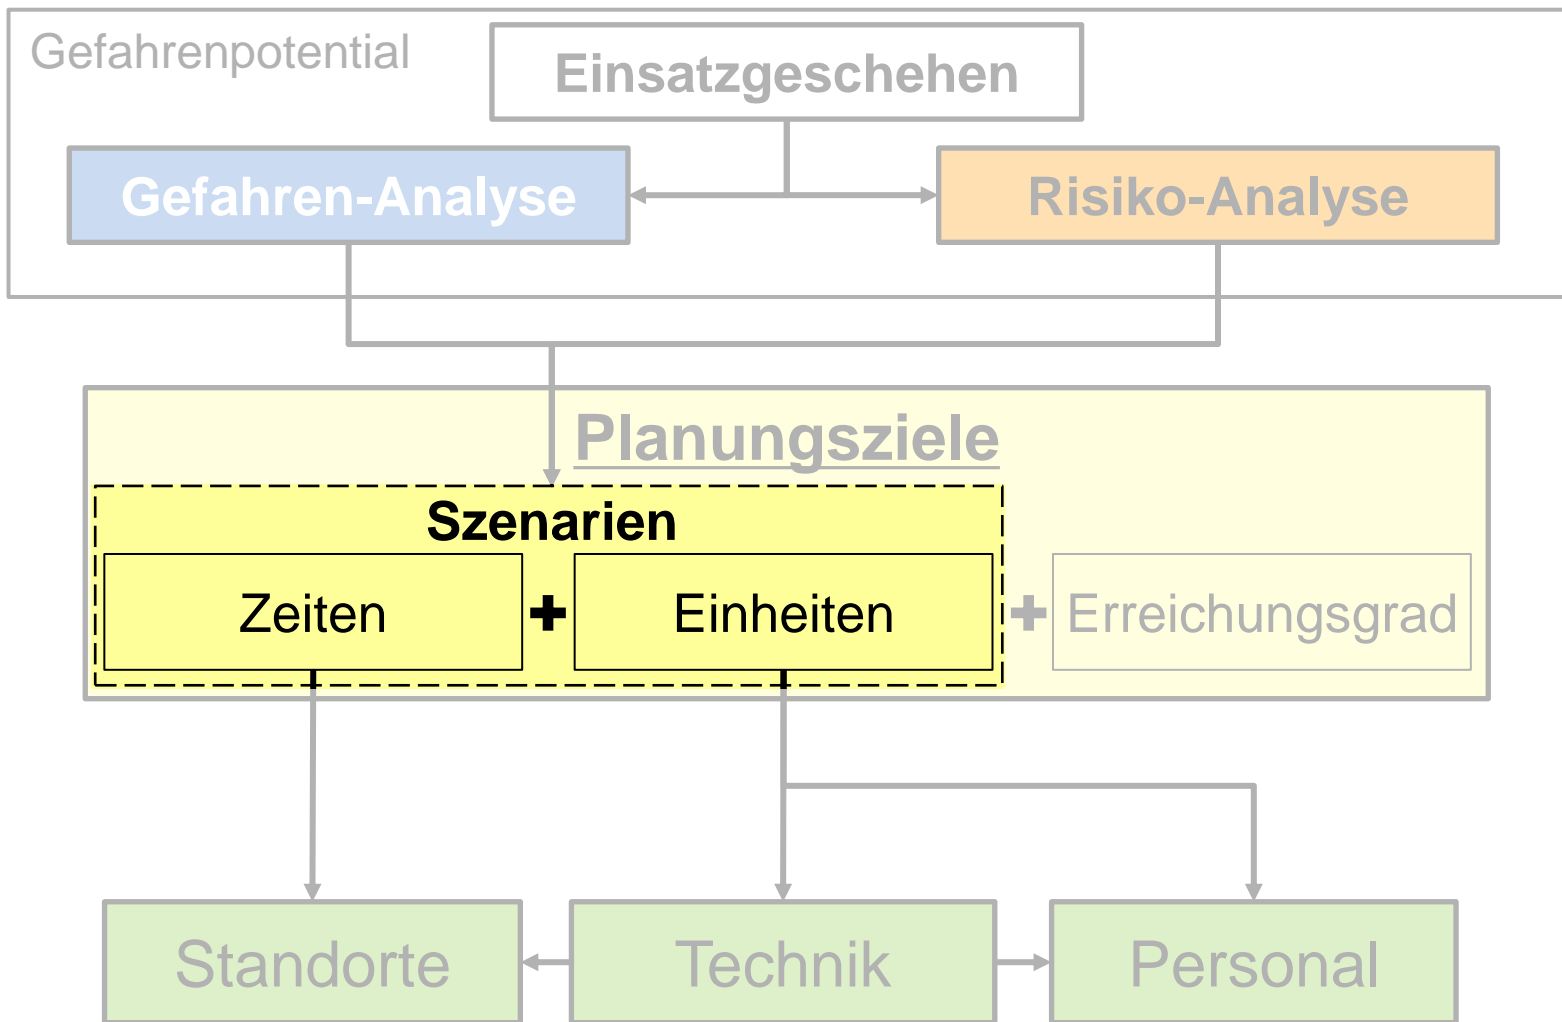 Gefahrenpotential
Einsatzgeschehen
Gefahren-Analyse
Risiko-Analyse
Planungsziele
Szenarien
Zeiten + Einheiten + Erreichungsgrad
Standorte
Technik
Personal